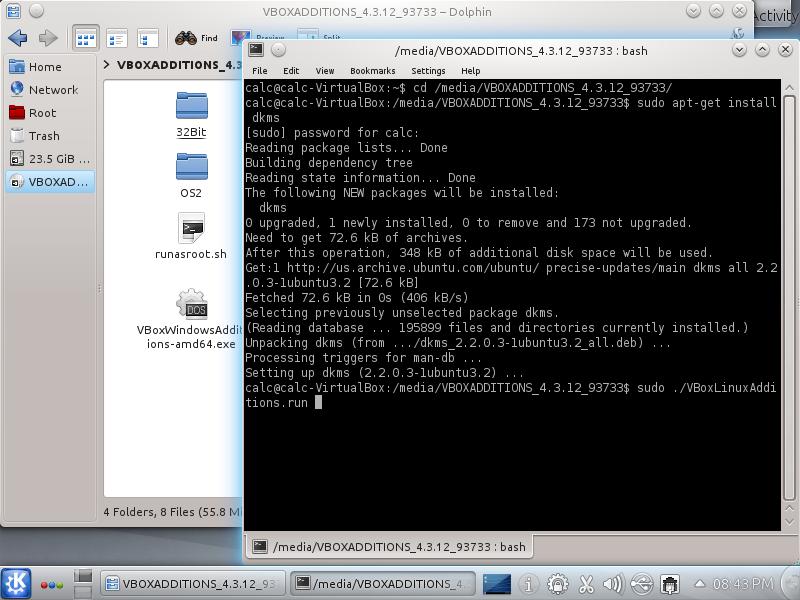 VBOXADDITIONS_4.3.12_93733 – Dolphin
Activity
Find
Preview
Split
Home
Network
Root
Trash
23.5 GiB ...
VBOXAD...
VBOXADDITIONS_4.3
32Bit
OS2
runasroot.sh
DOS
VBoxWindowsAddit
ions-amd64.exe
4 Folders, 8 Files (55.8 Mi
/media/VBOXADDITIONS_4.3.12_93733 : bash
File Edit View Bookmarks Settings Help
calc@calc-VirtualBox:~$ cd /media/VBOXADDITIONS_4.3.12_93733/
calc@calc-VirtualBox:/media/VBOXADDITIONS_4.3.12_93733$ sudo apt-get install
dkms
[sudo] password for calc:
Reading package lists... Done
Building dependency tree
Reading state information... Done
The following NEW packages will be installed:
dkms
0 upgraded, 1 newly installed, 0 to remove and 173 not upgraded.
Need to get 72.6 kB of archives.
After this operation, 348 kB of additional disk space will be used.
Get:1 http://us.archive.ubuntu.com/ubuntu/ precise-updates/main dkms all 2.2
.0.3-1ubuntu3.2 [72.6 kB]
Fetched 72.6 kB in 0s (406 kB/s)
Selecting previously unselected package dkms.
(Reading database ... 195899 files and directories currently installed.)
Unpacking dkms (from .../dkms_2.2.0.3-1ubuntu3.2_all.deb) ...
Processing triggers for man-db ...
Setting up dkms (2.2.0.3-1ubuntu3.2) ...
calc@calc-VirtualBox:/media/VBOXADDITIONS_4.3.12_93733$ sudo ./VBoxLinuxAddi
tions.run
/media/VBOXADDITIONS_4.3.12_93733 : bash
VBOXADDITIONS_4.3.12_93
/media/VBOXADDITIONS_4.
08:43 PM